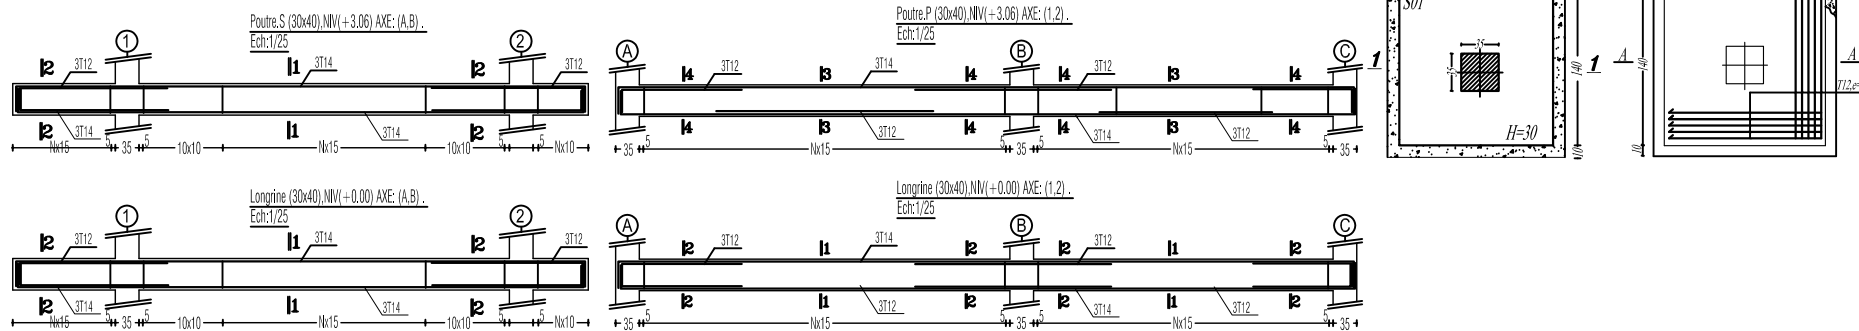 Poutre.S (30x40),NIV(+3.06) AXE: (A,B) .
Ech:1/25
1 2
2 3T12 1 3T14 2 3T12
2 3T14 1 3T14 2
Nx15 5 35 5 10x10 Nx15 10x10 5 5 Nx10
Poutre.P (30x40),NIV(+3.06) AXE: (1,2) .
Ech:1/25
A B C
4 3T12 3 3T14 4 4 3T12 3 4
4 3 3T12 4 4 3T14 3 3T12 4
35 5 Nx15 5 35 5 Nx15 5 35
S01
35
1 1
140
H=30
10
A A
140
10
Longrine (30x40),NIV(+0.00) AXE: (A,B) .
Ech:1/25
1 2
2 3T12 1 3T14 2 3T12
2 3T14 1 3T14 2
Nx15 5 35 5 10x10 Nx15 10x10 5 5 Nx10
Longrine (30x40),NIV(+0.00) AXE: (1,2) .
Ech:1/25
A B C
2 3T12 1 3T14 2 2 3T12 1 2
2 1 3T12 2 2 3T14 1 3T12 2
35 5 Nx15 5 35 5 Nx15 5 35